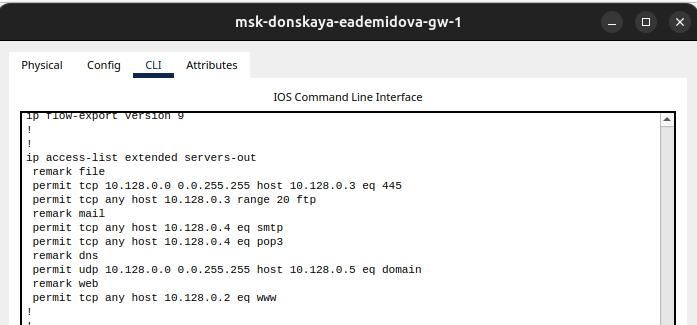 msk-donskaya-eademidova-gw-1
Physical Config CLI Attributes
IOS Command Line Interface
ip flow-export version 9
!
!
ip access-list extended servers-out
remark file
permit tcp 10.128.0.0 0.0.255.255 host 10.128.0.3 eq 445
permit tcp any host 10.128.0.3 range 20 ftp
remark mail
permit tcp any host 10.128.0.4 eq smtp
permit tcp any host 10.128.0.4 eq pop3
remark dns
permit udp 10.128.0.0 0.0.255.255 host 10.128.0.5 eq domain
remark web
permit tcp any host 10.128.0.2 eq www
!
!